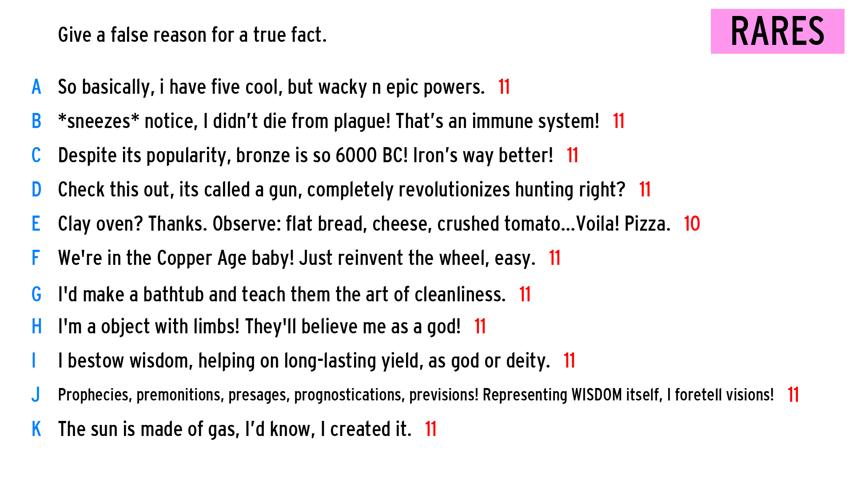 Give a false reason for a true fact.
RARES
A So basically, i have five cool, but wacky n epic powers. 11
B *sneezes* notice, I didn't die from plague! That's an immune system! 11
C Despite its popularity, bronze is so 6000 BC! Iron's way better! 11
D Check this out, its called a gun, completely revolutionizes hunting right? 11
E Clay oven? Thanks. Observe: flat bread, cheese, crushed tomato...Voila! Pizza. 10
F We're in the Copper Age baby! Just reinvent the wheel, easy. 11
G I'd make a bathtub and teach them the art of cleanliness. 11
H I'm a object with limbs! They'll believe me as a god! 11
I I bestow wisdom, helping on long-lasting yield, as god or deity. 11
J Prophecies, premonitions, presages, prognostications, previsions! Representing WISDOM itself, I foretell visions! 11
K The sun is made of gas, I'd know, I created it. 11